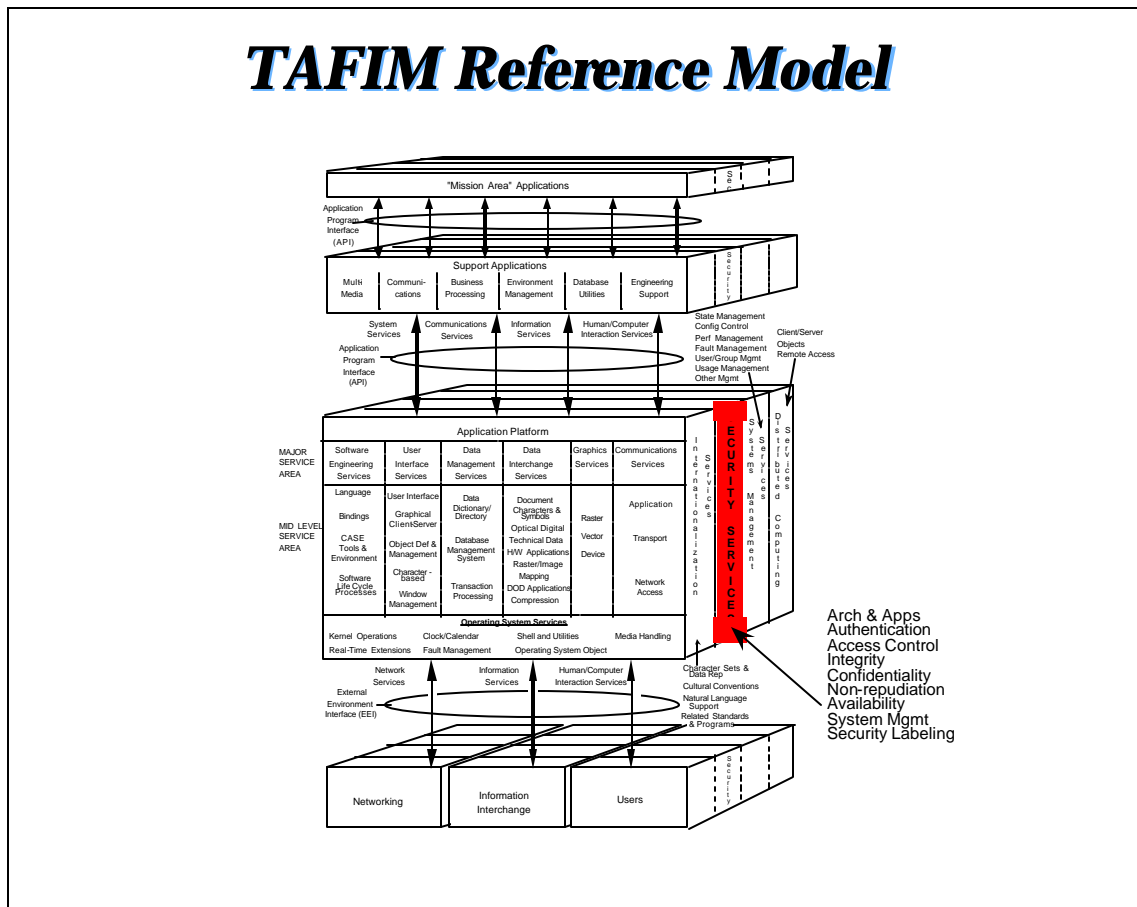 TAFIM Reference Model
"Mission Area" Applications
Sec
Application
Program
Interface
(API)
Support Applications
Multi-
Media
Communi-
cations
Business
Processing
Environment
Management
Database
Utilities
Engineering
Support
Security
System
Services
Communications
Services
Information
Services
Human/Computer
Interaction Services
Application
Program
Interface
(API)
State Management
Config Control
Perf Management
Fault Management
User/Group Mgmt
Usage Management
Other Mgmt
Client/Server
Objects
Remote Access
Application Platform
MAJOR
SERVICE
AREA
Software
Engineering
Services
User
Interface
Services
Data
Management
Services
Data
Interchange
Services
Graphics
Services
Communications
Services
MID LEVEL
SERVICE
AREA
Language
Bindings
CASE
Tools &
Environment
Software
Life Cycle
Processes
User Interface
Graphical
Client-Server
Object Def &
Management
Character -
based
Window
Management
Data
Dictionary/
Directory
Database
Management
System
Transaction
Processing
Document
Characters &
Symbols
Optical Digital
Technical Data
H/W Applications
Raster/Image
Mapping
DOD Applications
Compression
Raster
Vector
Device
Application
Transport
Network
Access
Internationalization
Services
ECURITY SERVICES
Systems Management
Services
Distributed Computing
Services
Operating System Services
Kernel Operations
Clock/Calendar
Shell and Utilities
Media Handling
Real-Time Extensions
Fault Management
Operating System Object
Arch & Apps
Authentication
Access Control
Integrity
Confidentiality
Non-repudiation
Availability
System Mgmt
Security Labeling
Network
Services
Information
Services
Human/Computer
Interaction Services
External
Environment
Interface (EEI)
Character Sets &
Data Rep
Cultural Conventions
Natural Language
Support
Related Standards
& Programs
Networking
Information
Interchange
Users
Security